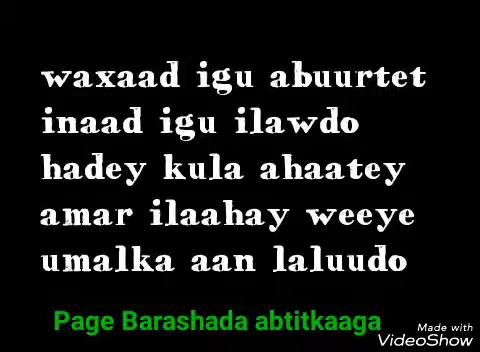 waxaad igu abuurtet
inaad igu ilawdo
hadey kula ahaatey
amar ilaahay weeye
umalka aan laluudo
Page Barashada abtitkaaga
Made with
VideoShow